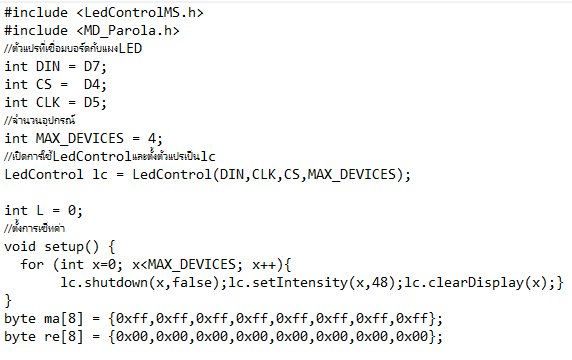 #include <LedControlMS.h>
#include <MD_Parola.h>
//ตัวแปรที่เชื่อมบอร์ดกับแผงLED
int DIN = D7;
int CS =  D4;
int CLK = D5;
//จำนวนอุปกรณ์
int MAX_DEVICES = 4;
//เปิดการใช้LedControlและตั้งตัวแปรเป็นlc
LedControl lc = LedControl(DIN,CLK,CS,MAX_DEVICES);
int L = 0;
//ตั้งการเซ็ทค่า
void setup() {
  for (int x=0; x<MAX_DEVICES; x++){
      lc.shutdown(x,false);lc.setIntensity(x,48);lc.clearDisplay(x);}
}
byte ma[8] = {0xff,0xff,0xff,0xff,0xff,0xff,0xff,0xff};
byte re[8] = {0x00,0x00,0x00,0x00,0x00,0x00,0x00,0x00};